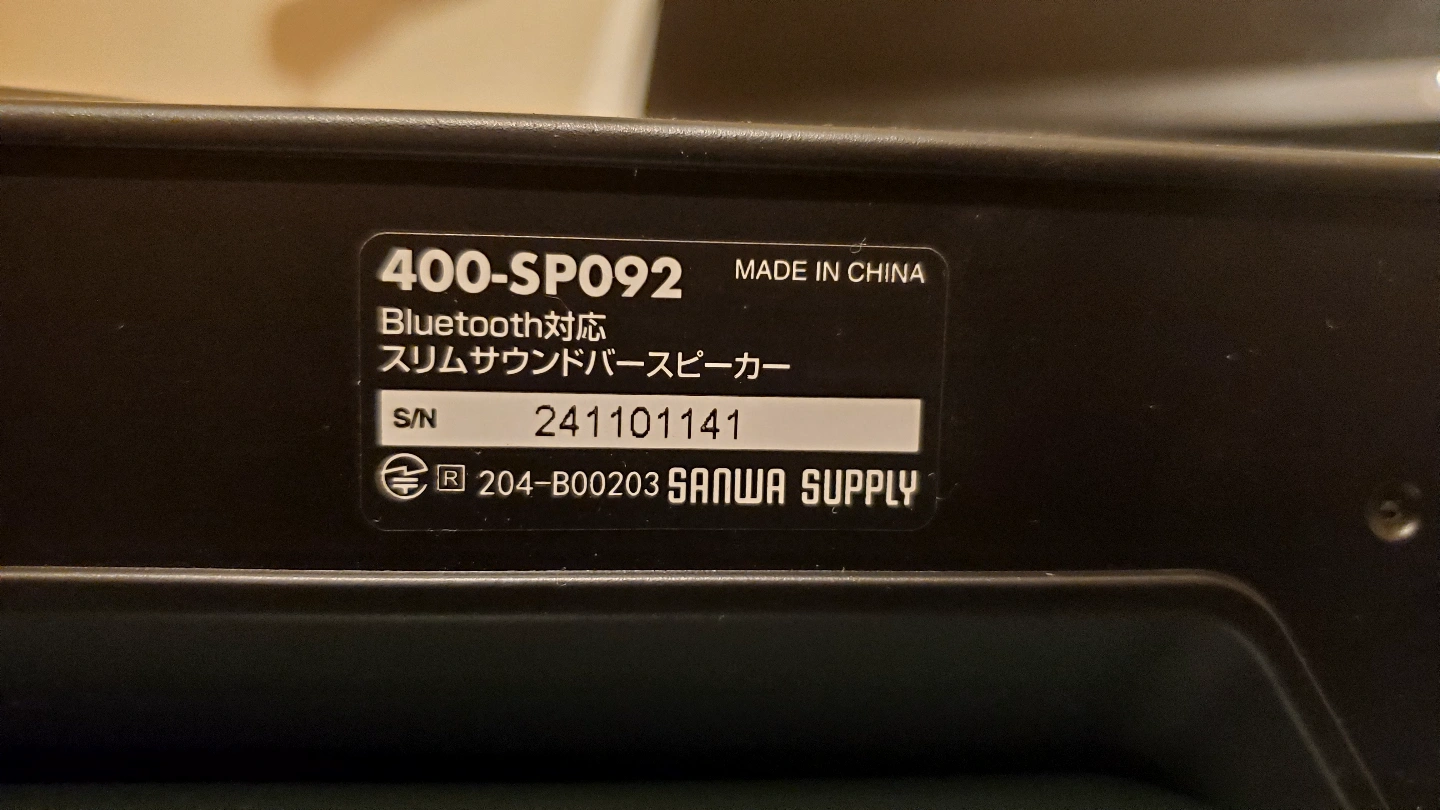 400-SP092 MADE IN CHINA
Bluetooth対応
スリムサウンドバースピーカー
S/N 241101141
R 204-B00203 SANWA SUPPLY